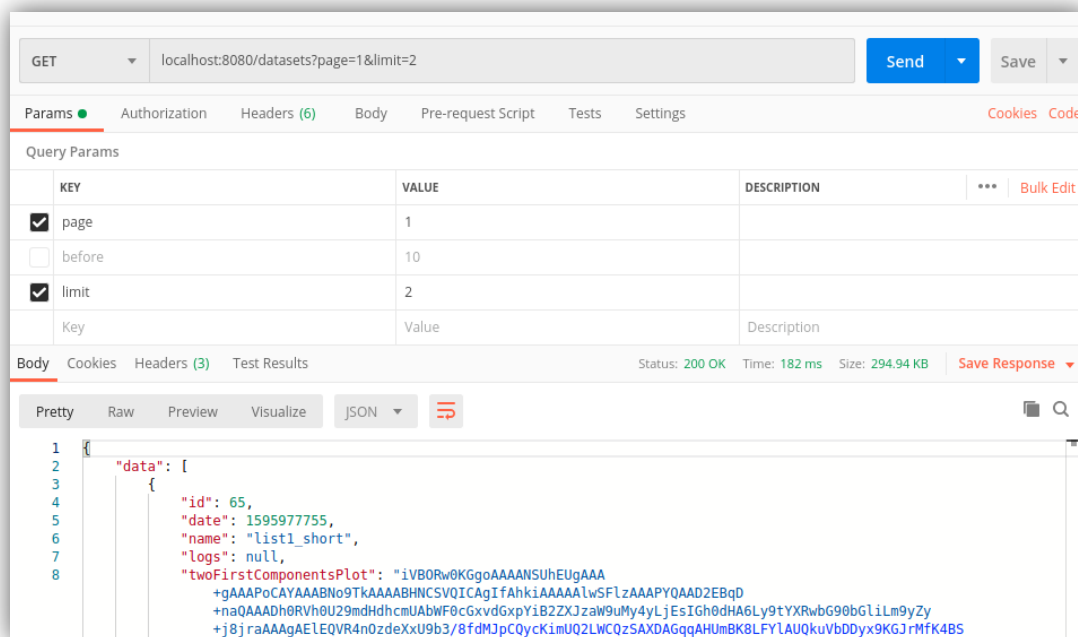 GET localhost:8080/datasets?page=1&limit=2 Send Save
Params Authorization Headers (6) Body Pre-request Script Tests Settings Cookies Code
Query Params
KEY VALUE DESCRIPTION ••• Bulk Edit
page 1
before 10
limit 2
Key Value Description
Body Cookies Headers (3) Test Results Status: 200 OK Time: 182 ms Size: 294.94 KB Save Response
Pretty Raw Preview Visualize JSON
1 {
2 "data": [
3 {
4 "id": 65,
5 "date": 1595977755,
6 "name": "list1_short",
7 "logs": null,
8 "twoFirstComponentsPlot": "iVBORw0KGgoAAAANSUhEUgAAA
+gAAAPoCAYAAABNo9TkAAAABHNCSVQICAgIfAhkiAAAAAlwSFlzAAAPYQAAD2EBqD
+naQAAADh0RVh0U29mdHdhcmUAbWF0cGxvdGxpYiB2ZXJzaW9uMy4yLjEsIGh0dHA6Ly9tYXRwbG90bGliLm9yZy
+j8jraAAAgAElEQVR4nOzdeXxU9b3/8fdMJpCQycKimUQ2LWCQzSAXDAGqqAHUmBK8LFYlAUQkuVbDDyx9KGJrMfK4BS